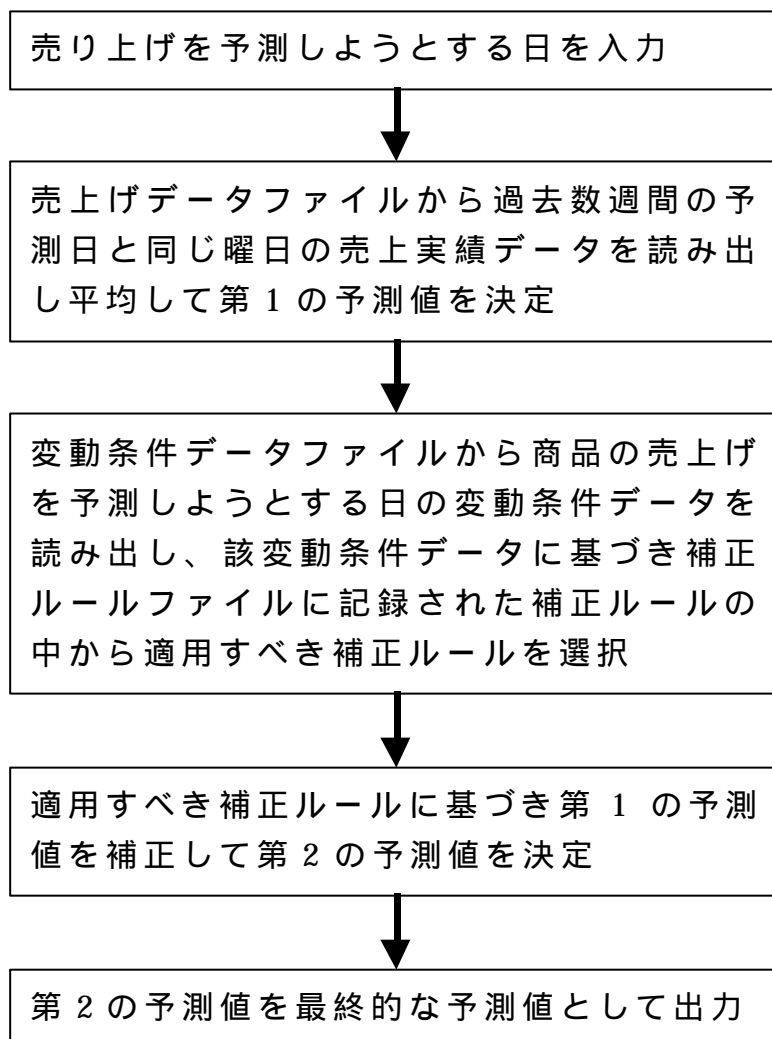 売り上げを予測しようとする日を入力
売上げデータファイルから過去数週間の予
測日と同じ曜日の売上実績データを読み出
し平均して第1の予測値を決定
変動条件データファイルから商品の売上げ
を予測しようとする日の変動条件データを
読み出し、該変動条件データに基づき補正
ルールファイルに記録された補正ルールの
中から適用すべき補正ルールを選択
適用すべき補正ルールに基づき第1の予測
値を補正して第2の予測値を決定
第2の予測値を最終的な予測値として出力